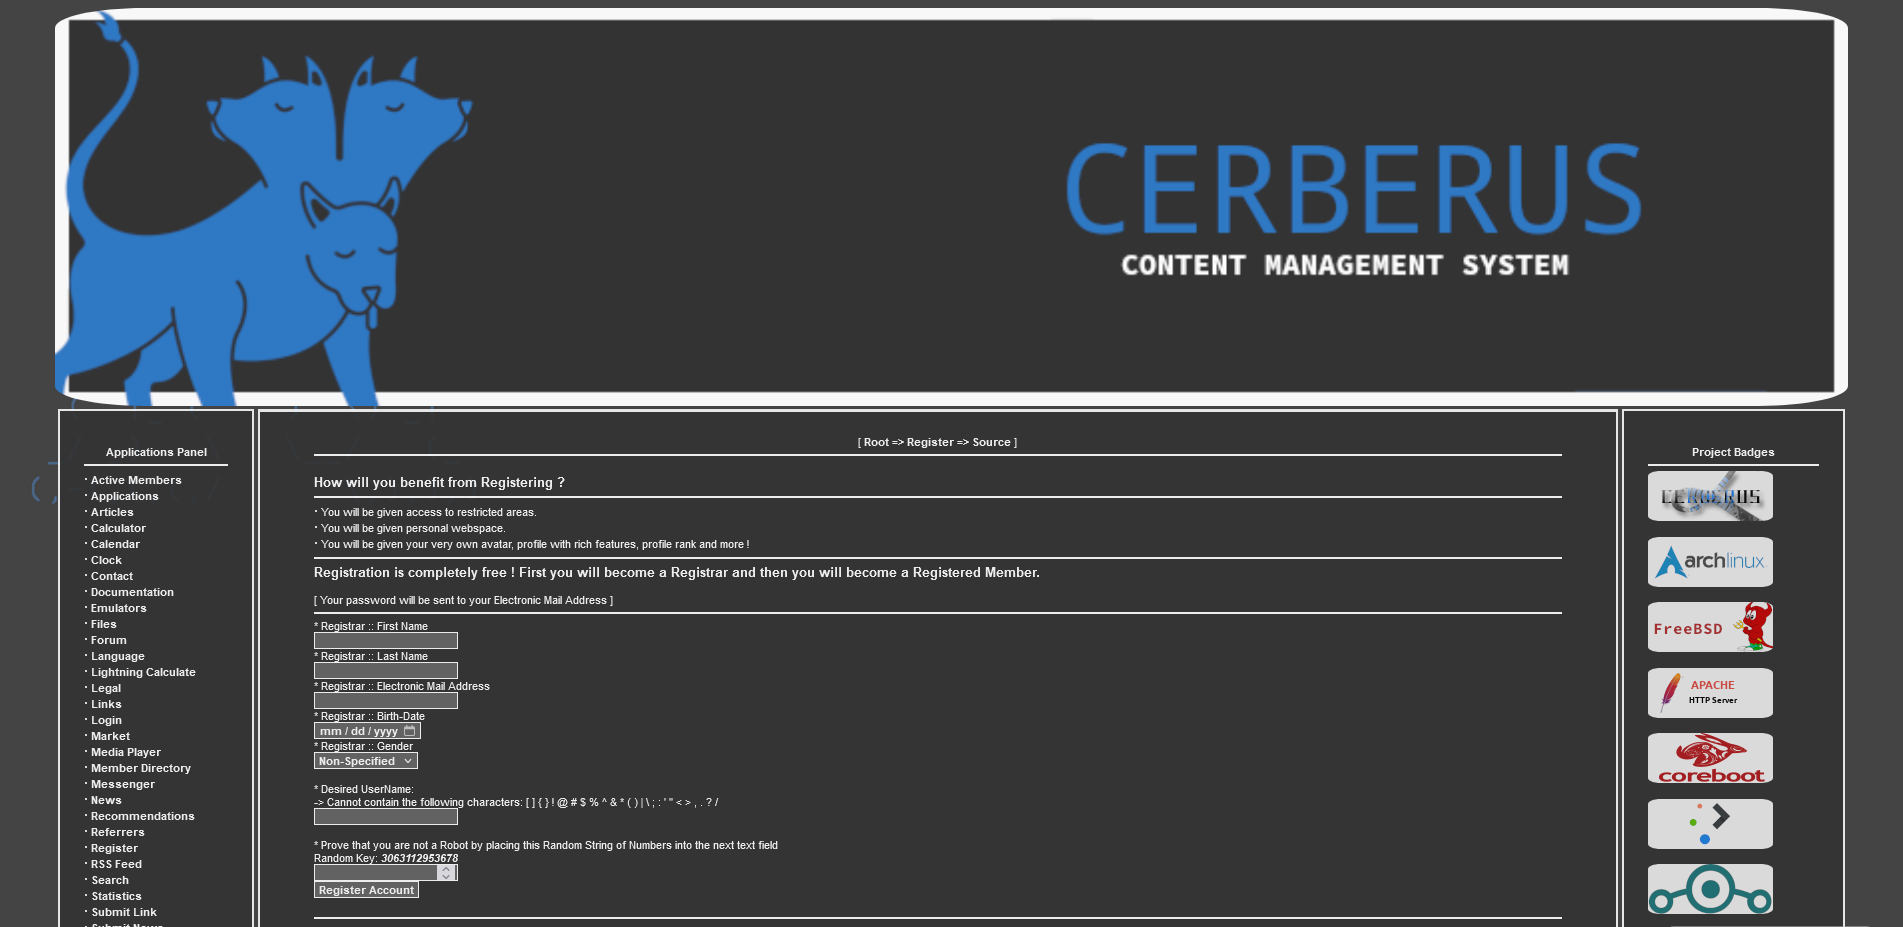 CERBERUS
CONTENT MANAGEMENT SYSTEM
Applications Panel
· Active Members
· Applications
· Articles
· Calculator
· Calendar
· Clock
· Contact
· Documentation
· Emulators
· Files
· Forum
· Language
· Lightning Calculate
· Legal
· Links
· Login
· Market
· Media Player
· Member Directory
· Messenger
· News
· Recommendations
· Referrers
· Register
· RSS Feed
· Search
· Statistics
· Submit Link
· Submit News
[ Root => Register => Source ]
How will you benefit from Registering ?
· You will be given access to restricted areas.
· You will be given personal webspace.
· You will be given your very own avatar, profile with rich features, profile rank and more !
Registration is completely free ! First you will become a Registrar and then you will become a Registered Member.
[ Your password will be sent to your Electronic Mail Address ]
* Registrar :: First Name
* Registrar :: Last Name
* Registrar :: Electronic Mail Address
* Registrar :: Birth-Date
mm / dd / yyyy
* Registrar :: Gender
Non-Specified
* Desired UserName:
-> Cannot contain the following characters: [ ] { } ! @ # $ % ^ & * ( ) | \ ; : ' " < > , . ? /
* Prove that you are not a Robot by placing this Random String of Numbers into the next text field
Random Key: 3063112953678
Register Account
Project Badges
CERBERUS
archlinux
FreeBSD
APACHE
HTTP Server
coreboot